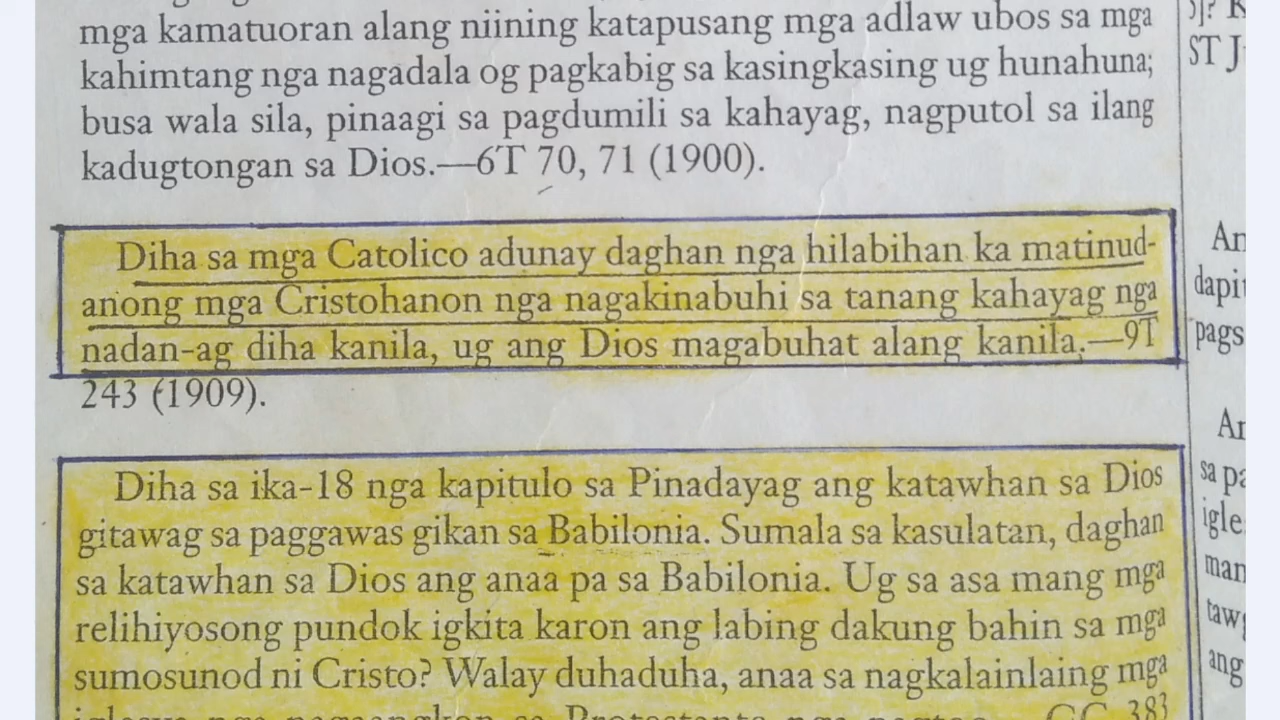 mga kamatuoran alang niining katapusang mga adlaw ubos sa mga
kahimtang nga nagadala og pagkabig sa kasingkasing ug hunahuna;
busa wala sila, pinaagi sa pagdumili sa kahayag, nagputol sa ilang
kadugtongan sa Dios.—6T 70, 71 (1900).
Diha sa mga Catolico adunay daghan nga hilabihan ka matinud-
anong mga Cristohanon nga nagakinabuhi sa tanang kahayag nga
nadan-ag diha kanila, ug ang Dios magabuhat alang kanila.—9T
243 (1909).
Diha sa ika-18 nga kapitulo sa Pinadayag ang katawhan sa Dios
gitawag sa paggawas gikan sa Babilonia. Sumala sa kasulatan, daghan
sa katawhan sa Dios ang anaa pa sa Babilonia. Ug sa asa mang mga
relihiyosong pundok igkita karon ang labing dakung bahin sa mga
sumosunod ni Cristo? Walay duhaduha, anaa sa nagkalainlaing mga
ST
dapit
pags
sa
igle
man
ang